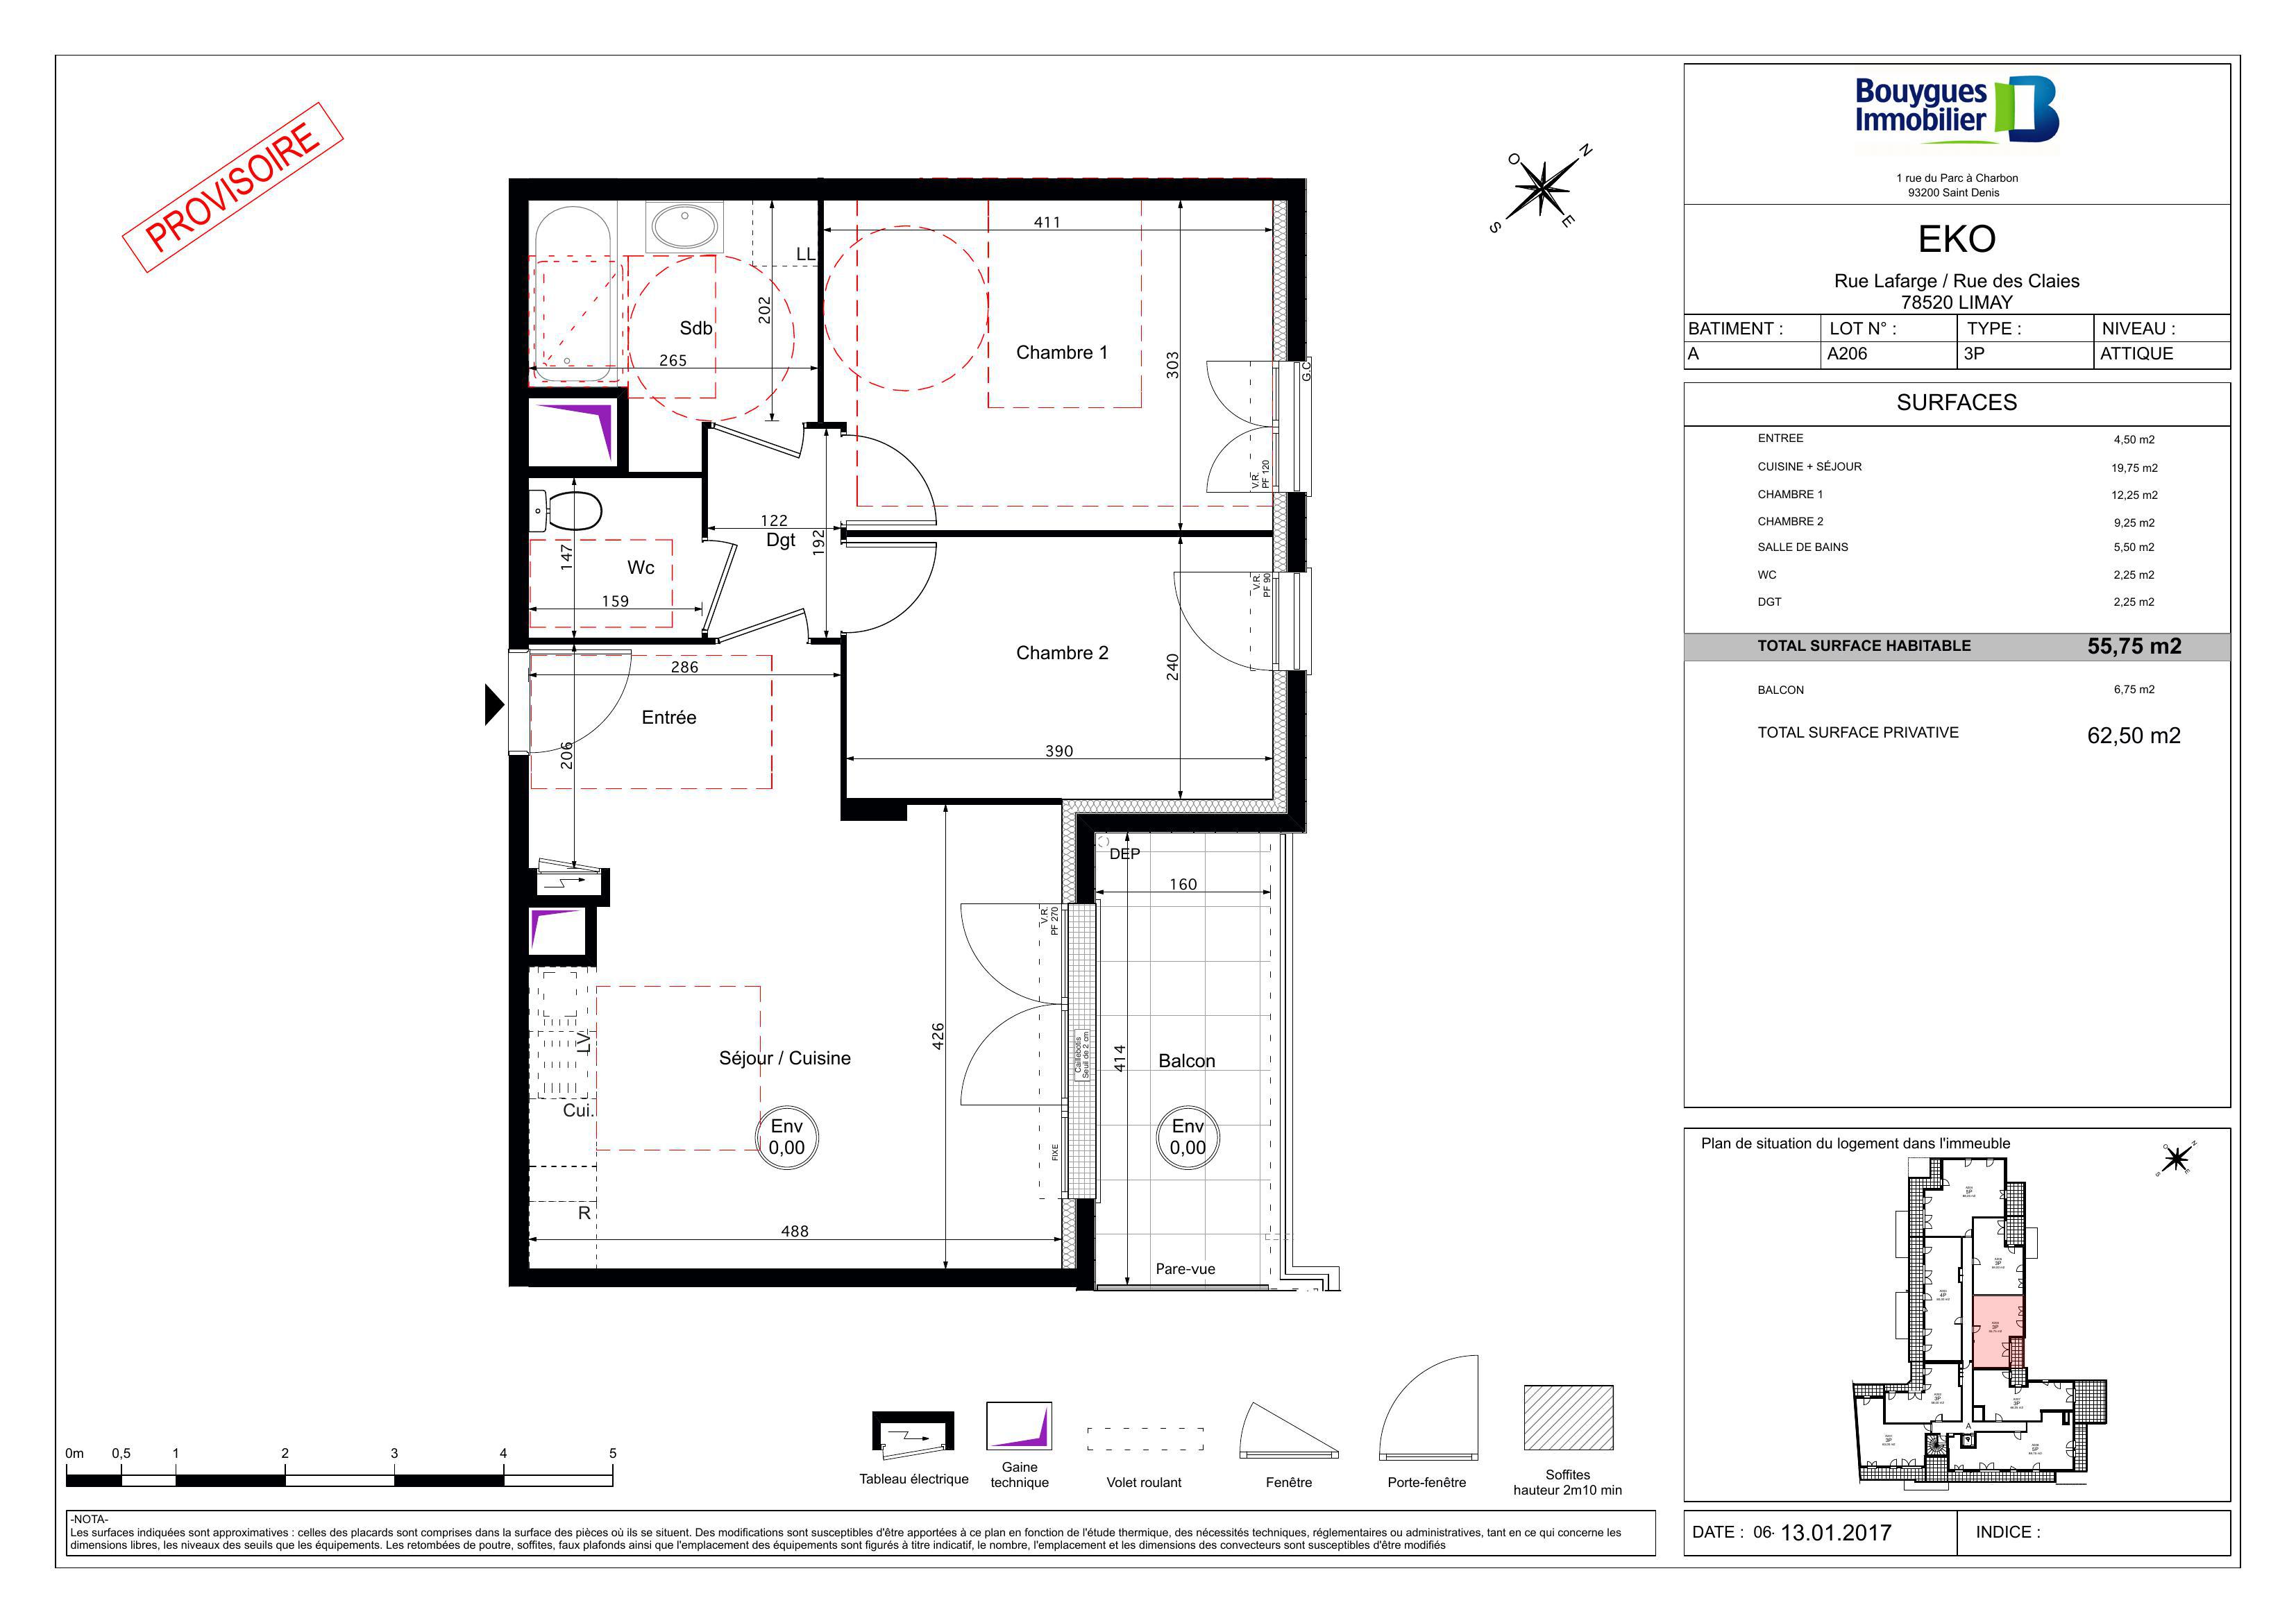 PROVISOIRE
O
N
S
E
Sdb
LL
202
265
411
Chambre 1
303
V.R.
PF 120
G.C.
Wc
147
159
122
Dgt
192
Chambre 2
240
V.R.
PF 90
390
286
Entrée
206
DEP
160
V.R.
PF 270
426
414
Caillebotis
Seuil de 2 cm
Séjour / Cuisine
Balcon
LV
Cui.
R
Env
0,00
Env
0,00
FIXE
488
Pare-vue
0m 0,5 1 2 3 4 5
Tableau électrique
Gaine
technique
Volet roulant
Fenêtre
Porte-fenêtre
Soffites
hauteur 2m10 min
-NOTA-
Les surfaces indiquées sont approximatives : celles des placards sont comprises dans la surface des pièces où ils se situent. Des modifications sont susceptibles d'être apportées à ce plan en fonction de l'étude thermique, des nécessités techniques, réglementaires ou administratives, tant en ce qui concerne les
dimensions libres, les niveaux des seuils que les équipements. Les retombées de poutre, soffites, faux plafonds ainsi que l'emplacement des équipements sont figurés à titre indicatif, le nombre, l'emplacement et les dimensions des convecteurs sont susceptibles d'être modifiés
Bouygues
Immobilier
1 rue du Parc à Charbon
93200 Saint Denis
EKO
Rue Lafarge / Rue des Claies
78520 LIMAY
BATIMENT : LOT N° : TYPE : NIVEAU :
A A206 3P ATTIQUE
SURFACES
ENTREE 4,50 m2
CUISINE + SÉJOUR 19,75 m2
CHAMBRE 1 12,25 m2
CHAMBRE 2 9,25 m2
SALLE DE BAINS 5,50 m2
WC 2,25 m2
DGT 2,25 m2
TOTAL SURFACE HABITABLE 55,75 m2
BALCON 6,75 m2
TOTAL SURFACE PRIVATIVE 62,50 m2
Plan de situation du logement dans l'immeuble
O
N
S
E
5P
3P
4P
3P
3P
3P
A
3P
5P
DATE : 06- 13.01.2017 INDICE :